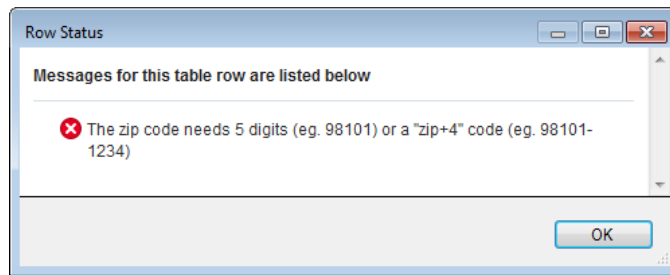 Row Status
Messages for this table row are listed below
The zip code needs 5 digits (eg. 98101) or a "zip+4" code (eg. 98101-
1234)
OK